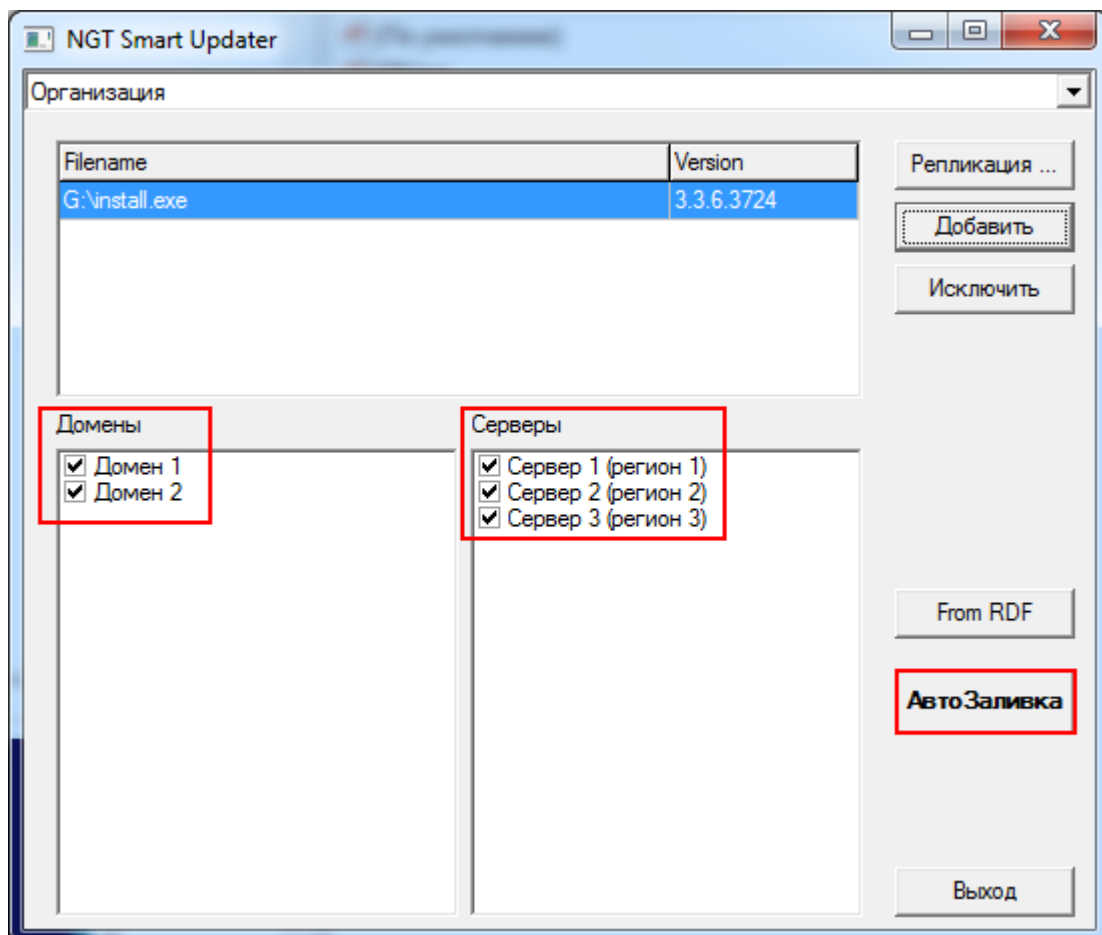 NGT Smart Updater
Организация
Filename Version
G:\install.exe 3.3.6.3724
Репликация ...
Добавить
Исключить
Домены
Домен 1
Домен 2
Серверы
Сервер 1 (регион 1)
Сервер 2 (регион 2)
Сервер 3 (регион 3)
From RDF
АвтоЗаливка
Выход